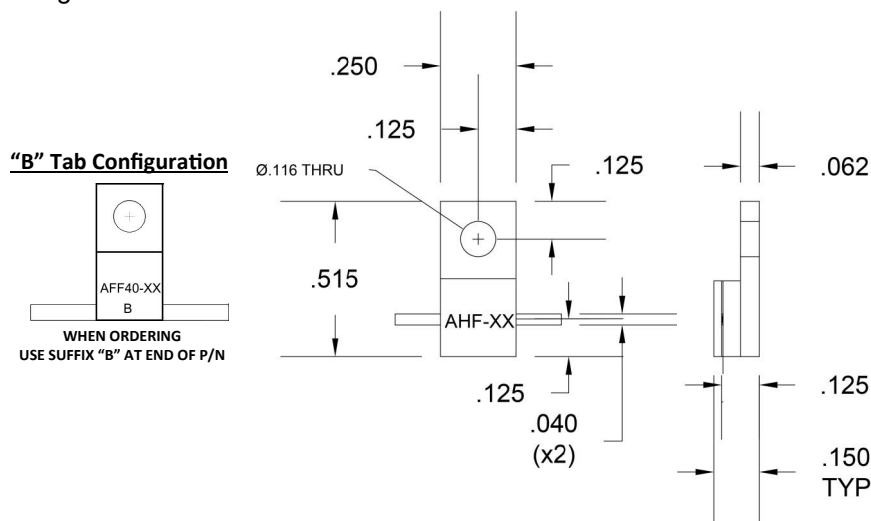 "B" Tab Configuration
AFF40-XX
B
WHEN ORDERING
USE SUFFIX "B" AT END OF P/N
.250
.125
Ø.116 THRU
.125
.062
.515
AHF-XX
.125
.040
(x2)
.125
.150
TYP